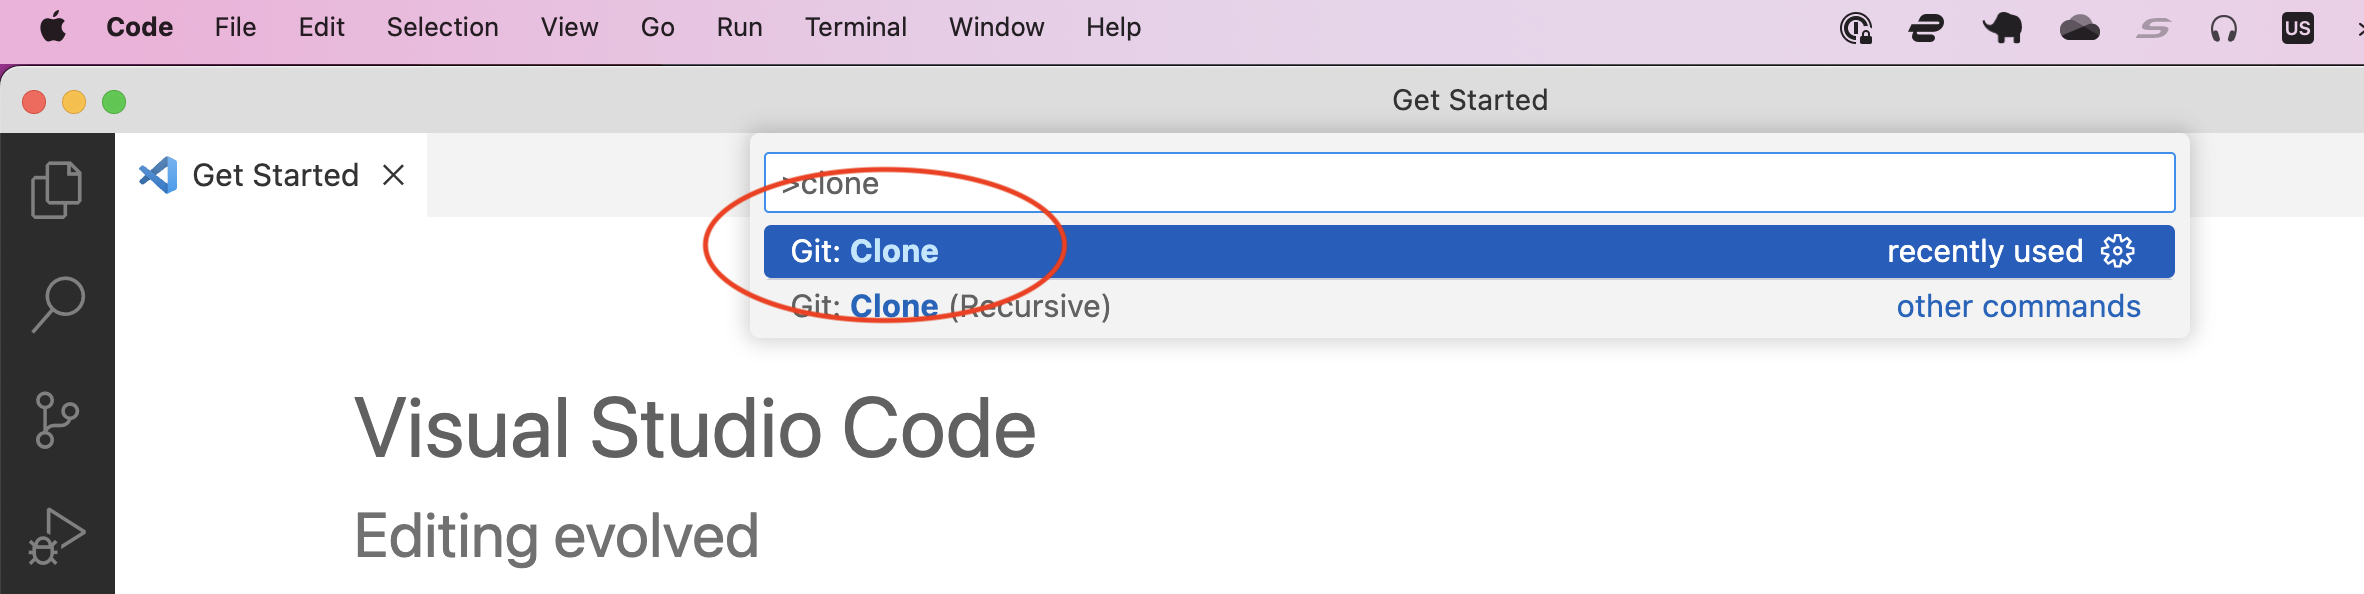 Code File Edit Selection View Go Run Terminal Window Help US
Get Started
Get Started
>clone
Git: Clone recently used
Git: Clone (Recursive) other commands
Visual Studio Code
Editing evolved